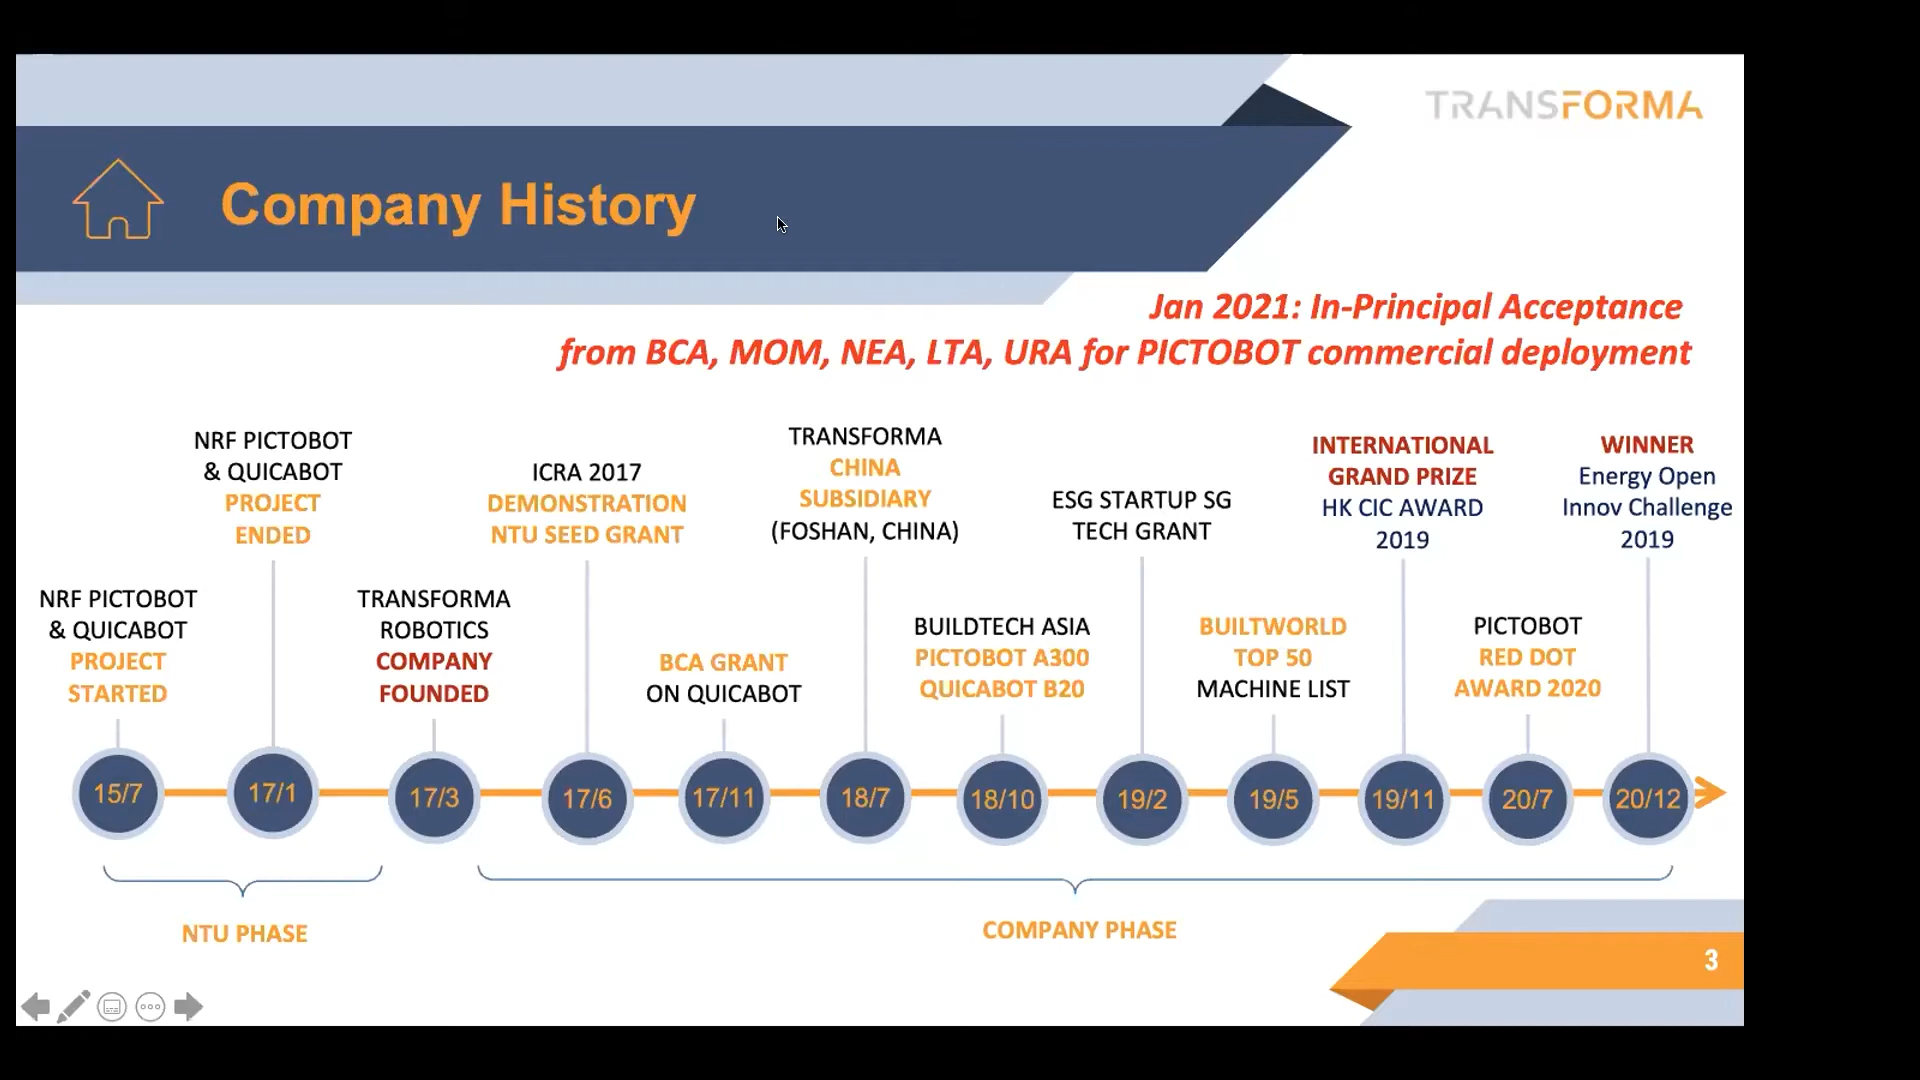 TRANSFORMA
Company History
Jan 2021: In-Principal Acceptance
from BCA, MOM, NEA, LTA, URA for PICTOBOT commercial deployment
NRF PICTOBOT
& QUICABOT
PROJECT
STARTED
NRF PICTOBOT
& QUICABOT
PROJECT
ENDED
TRANSFORMA
ROBOTICS
COMPANY
FOUNDED
ICRA 2017
DEMONSTRATION
NTU SEED GRANT
BCA GRANT
ON QUICABOT
TRANSFORMA
CHINA
SUBSIDIARY
(FOSHAN, CHINA)
BUILDTECH ASIA
PICTOBOT A300
QUICABOT B20
ESG STARTUP SG
TECH GRANT
BUILTWORLD
TOP 50
MACHINE LIST
INTERNATIONAL
GRAND PRIZE
HK CIC AWARD
2019
PICTOBOT
RED DOT
AWARD 2020
WINNER
Energy Open
Innov Challenge
2019
15/7
17/1
17/3
17/6
17/11
18/7
18/10
19/2
19/5
19/11
20/7
20/12
NTU PHASE
COMPANY PHASE
3